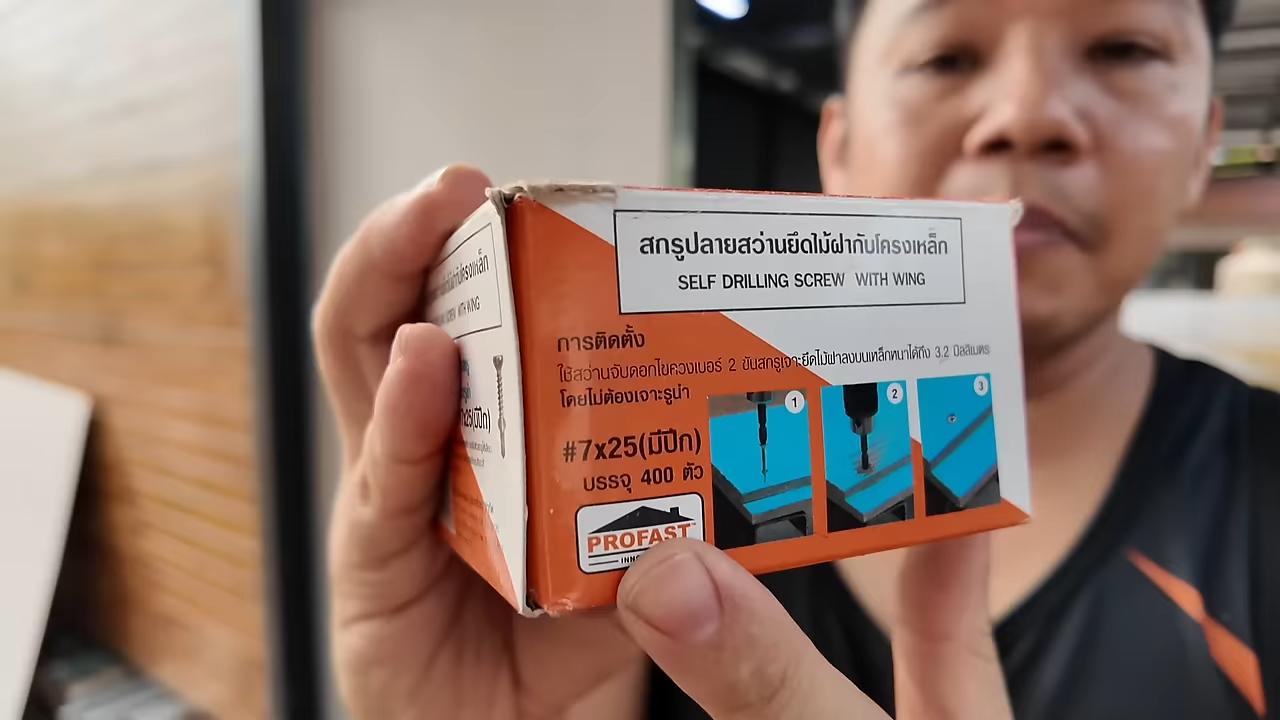 สกรูปลายสว่านยึดไม้ฝากับโครงเหล็ก
SELF DRILLING SCREW WITH WING
การติดตั้ง
ใช้สว่านจับดอกไขควงเบอร์ 2 ขันสกรูเจาะยึดไม้ฝาลงบนเหล็กหนาได้ถึง 3.2 มิลลิเมตร
โดยไม่ต้องเจาะรูนำ
#7x25(มีปีก)
บรรจุ 400 ตัว
1
2
3
PROFAST